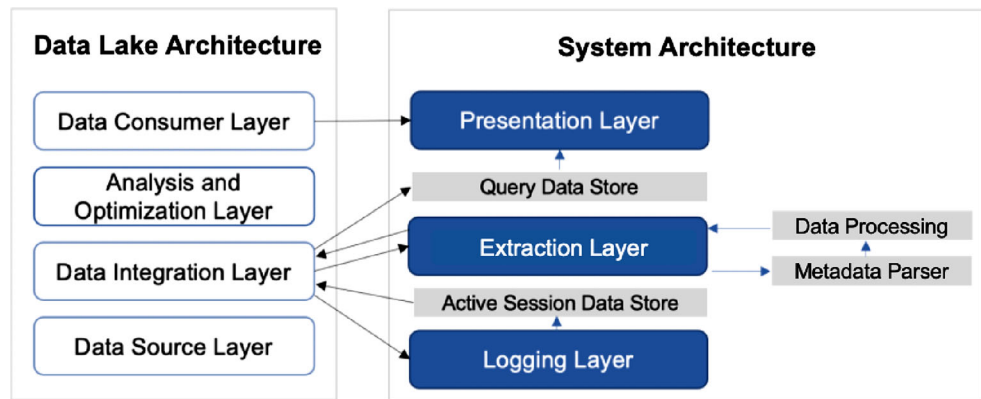 Data Lake Architecture
Data Consumer Layer
Analysis and
Optimization Layer
Data Integration Layer
Data Source Layer
System Architecture
Presentation Layer
Query Data Store
Extraction Layer
Data Processing
Metadata Parser
Active Session Data Store
Logging Layer